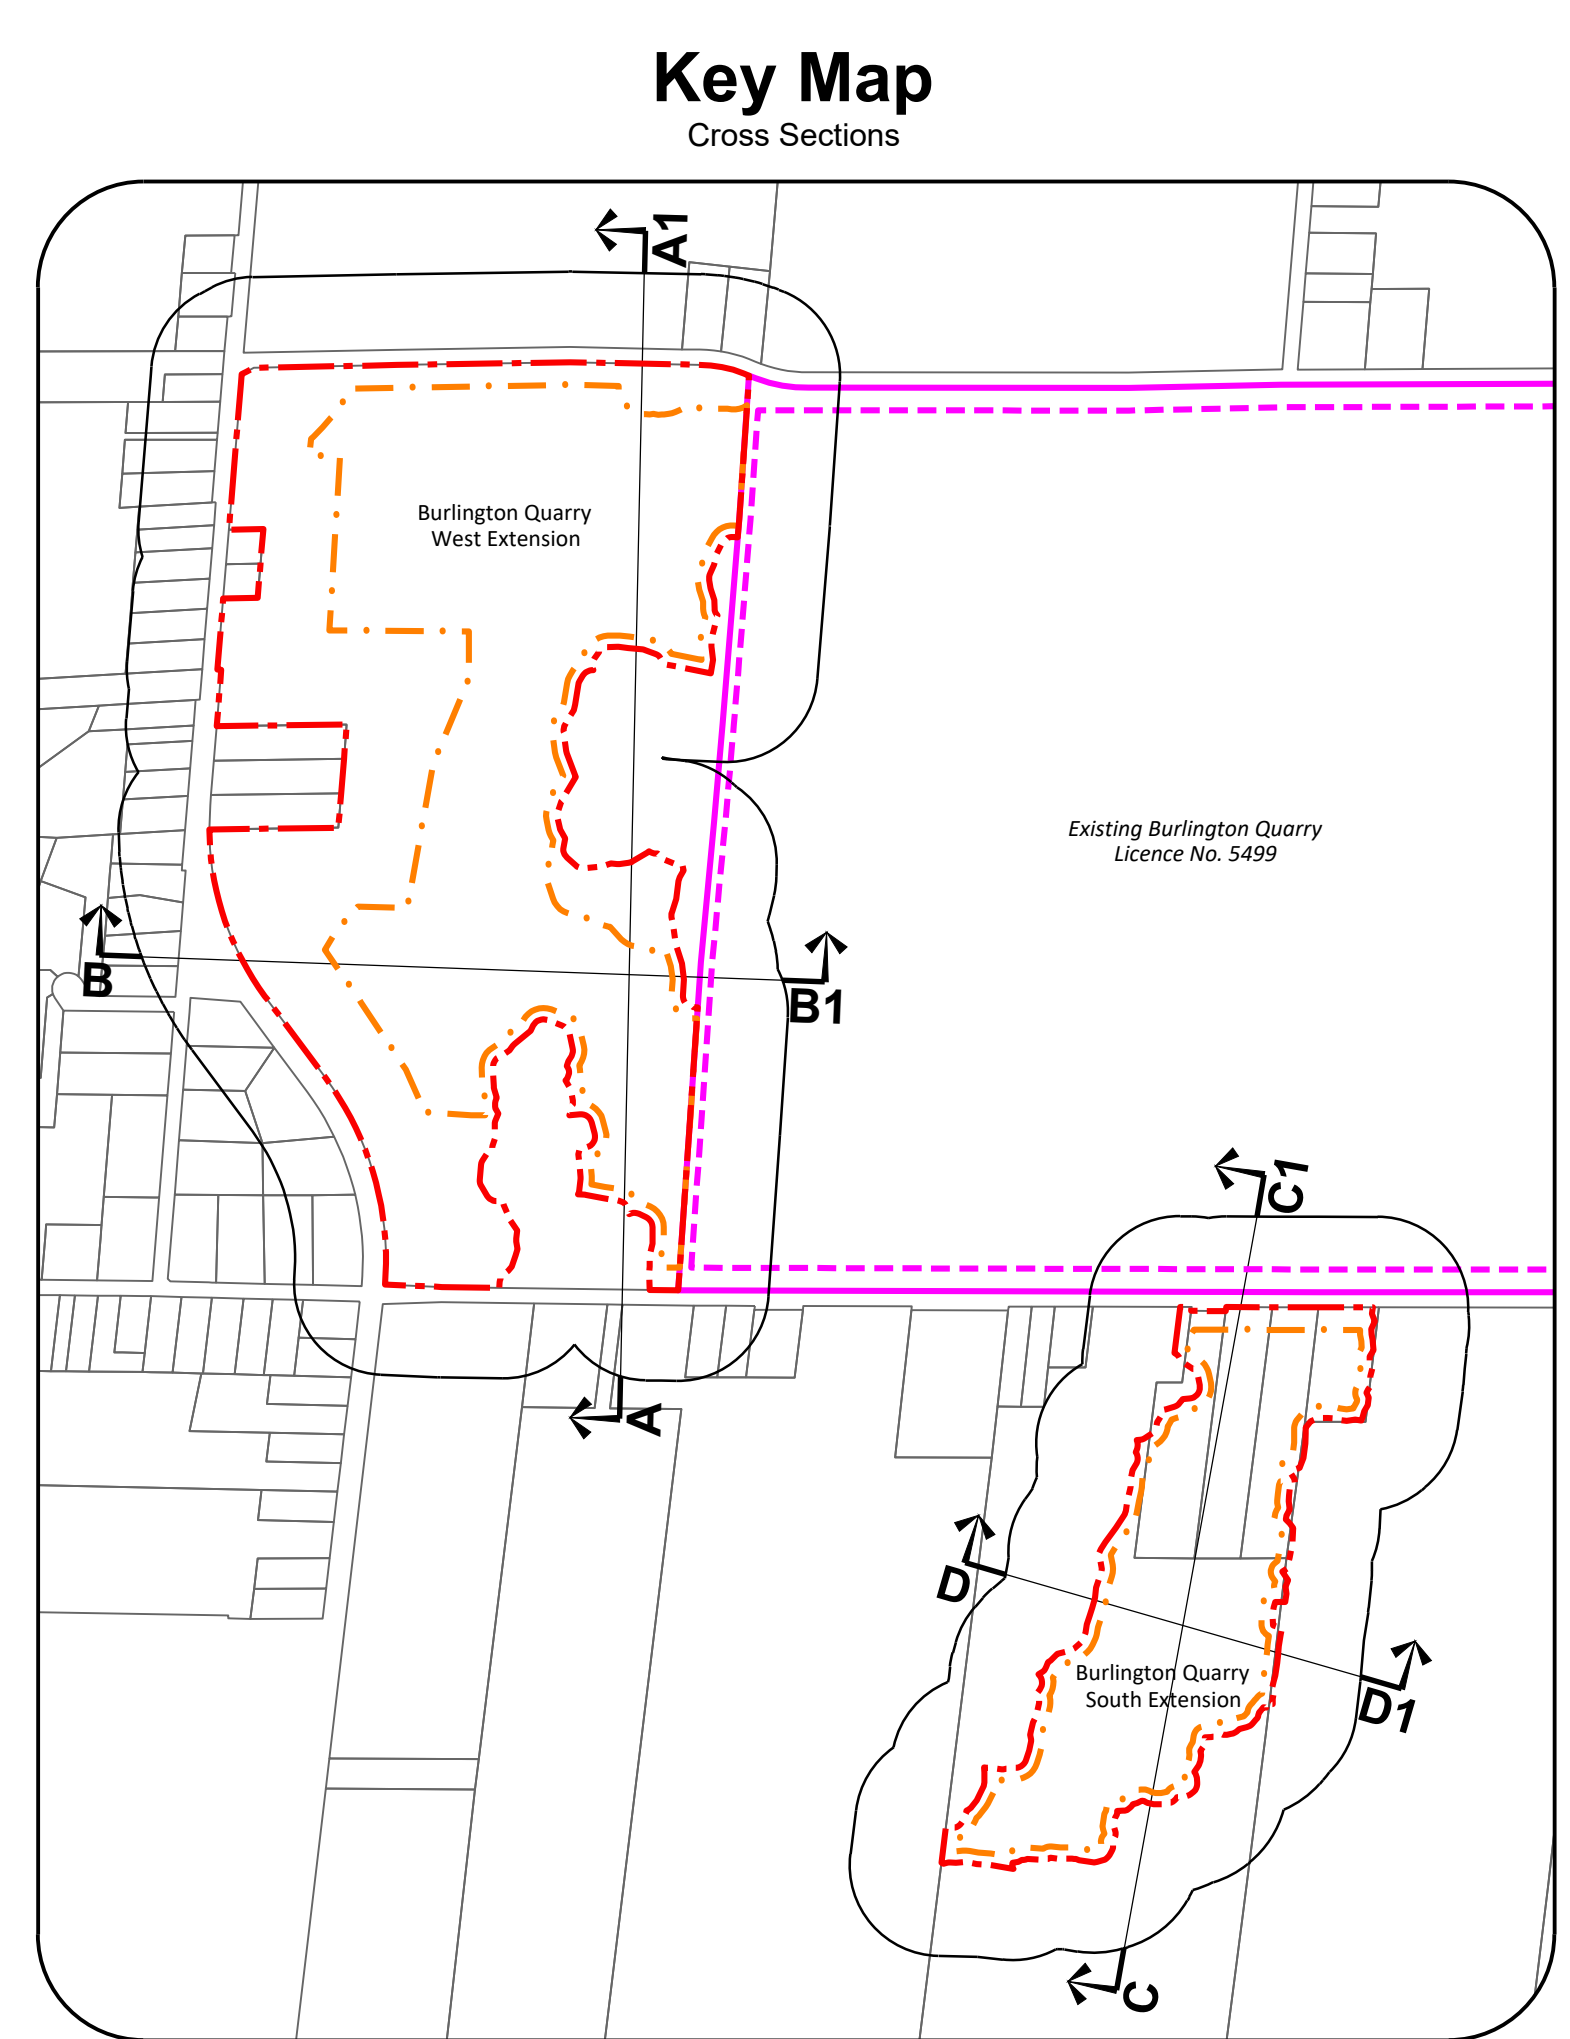 Key Map
Cross Sections
A1
Burlington Quarry
West Extension
Existing Burlington Quarry
Licence No. 5499
B
B1
C1
A
D
Burlington Quarry
South Extension
D1
C